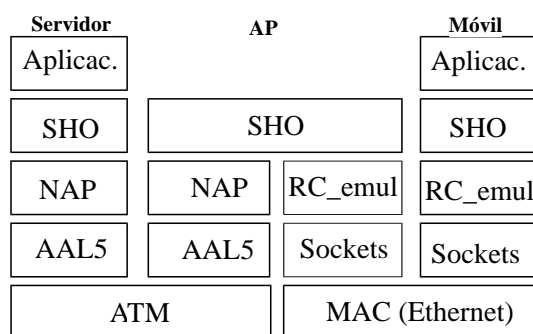 Servidor AP Móvil
Aplicac. Aplicac.
SHO SHO SHO
NAP NAP RC_emul RC_emul
AAL5 AAL5 Sockets Sockets
ATM MAC (Ethernet)